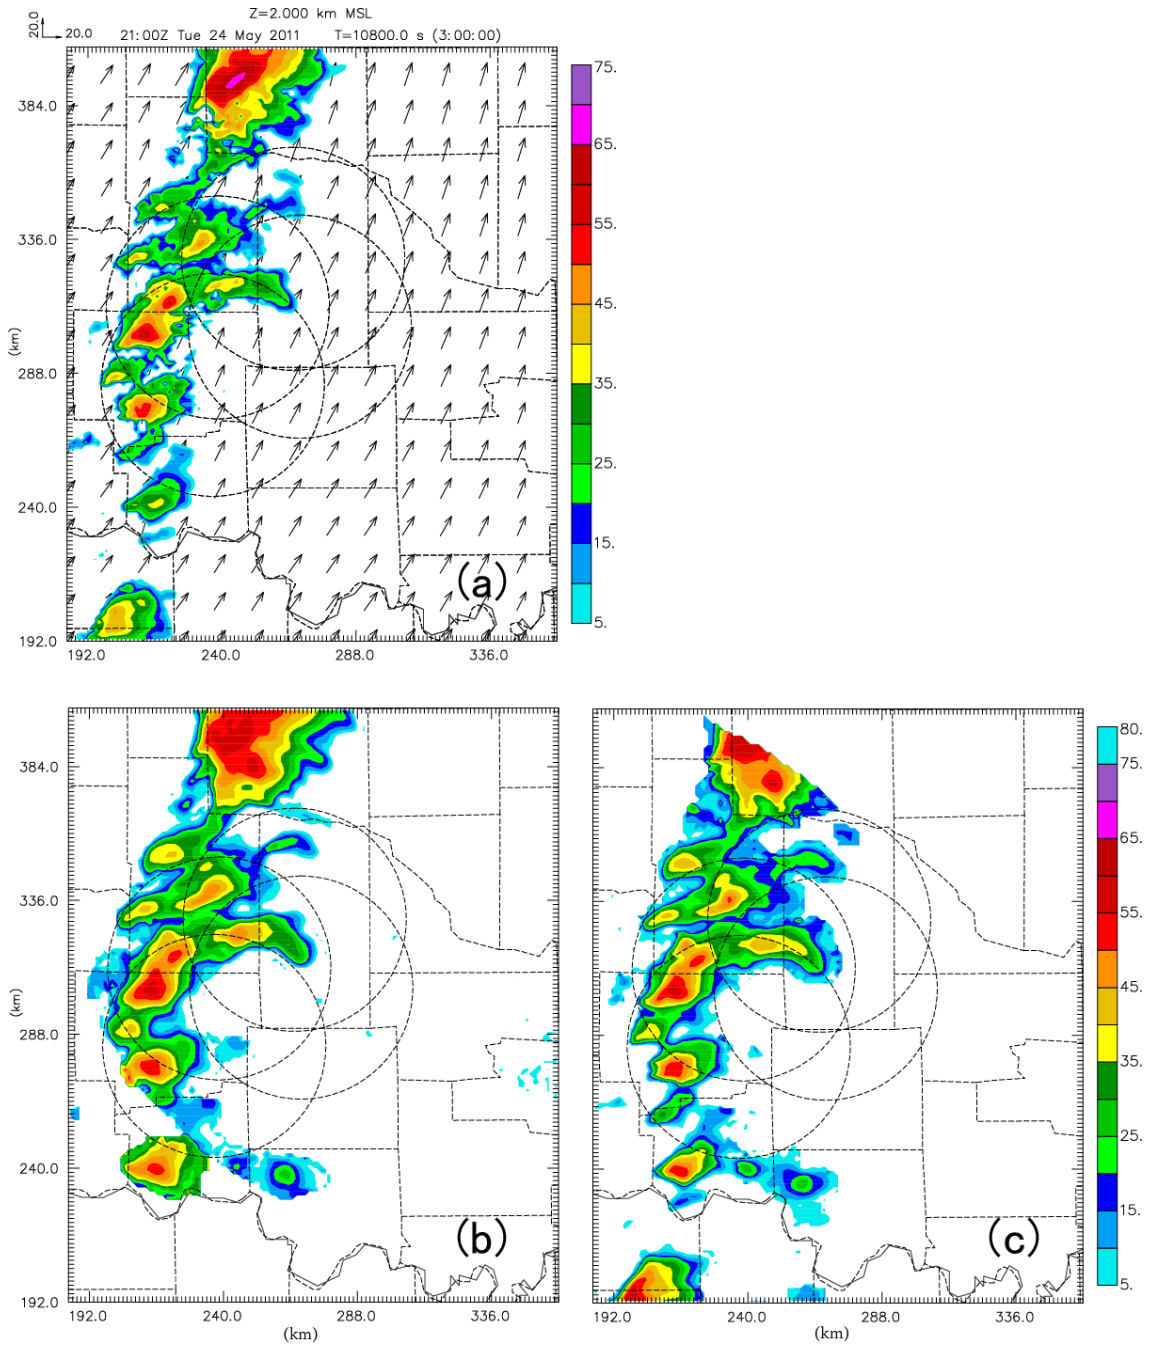 Z=2.000 km MSL
20.0
20.0
21:00Z Tue 24 May 2011 T=10800.0 s (3:00:00)
75.
65.
55.
45.
35.
25.
15.
5.
384.0
336.0
288.0
240.0
192.0
(km)
(a)
192.0 240.0 288.0 336.0
384.0
336.0
288.0
240.0
192.0
(km)
(b)
192.0 240.0 288.0 336.0
(km)
(c)
192.0 240.0 288.0 336.0
(km)
80.
75.
65.
55.
45.
35.
25.
15.
5.